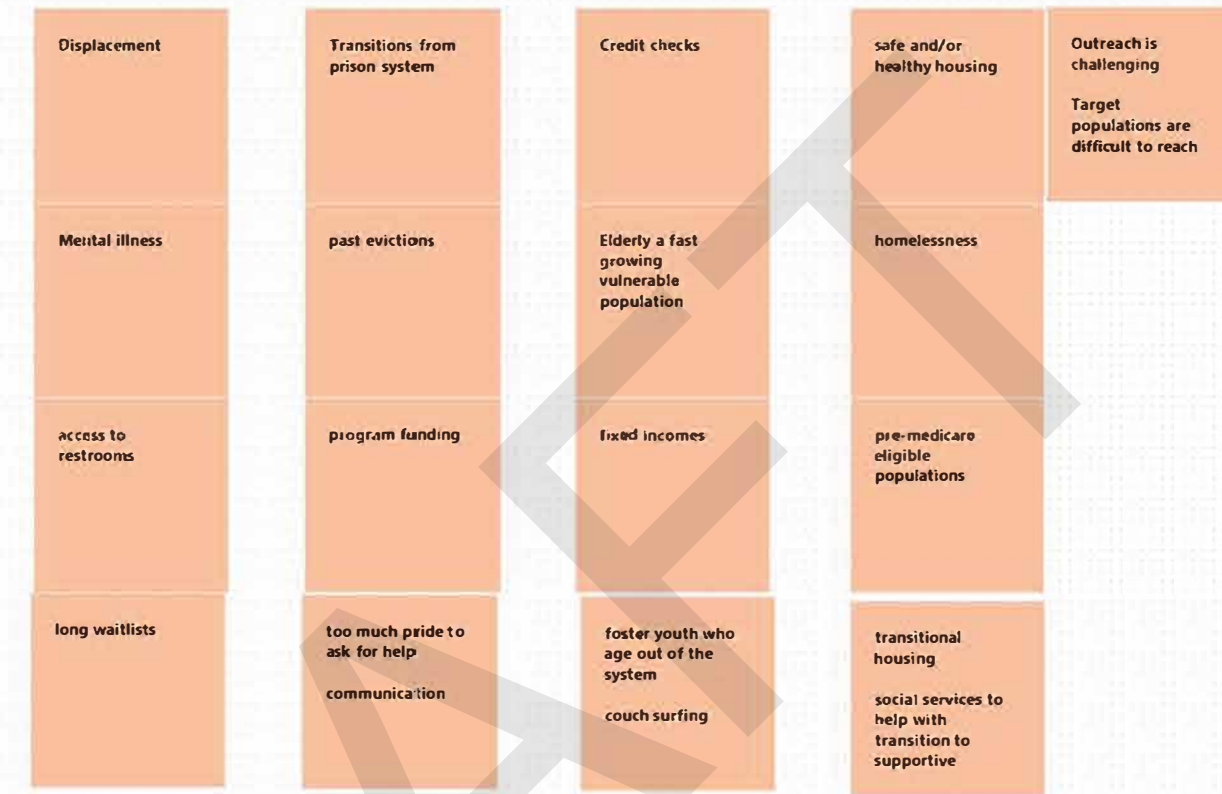 Displacement
Transitions from
prison system
Credit checks
safe and/or
healthy housing
Outreach is
challenging
Target
populations are
difficult to reach
Mental illness
past evictions
Elderly a fast
growing
vulnerable
population
homelessness
access to
restrooms
program funding
fixed incomes
pre-medicare
eligible
populations
long waitlists
too much pride to
ask for help
communication
foster youth who
age out of the
system
couch surfing
transitional
housing
social services to
help with
transition to
supportive